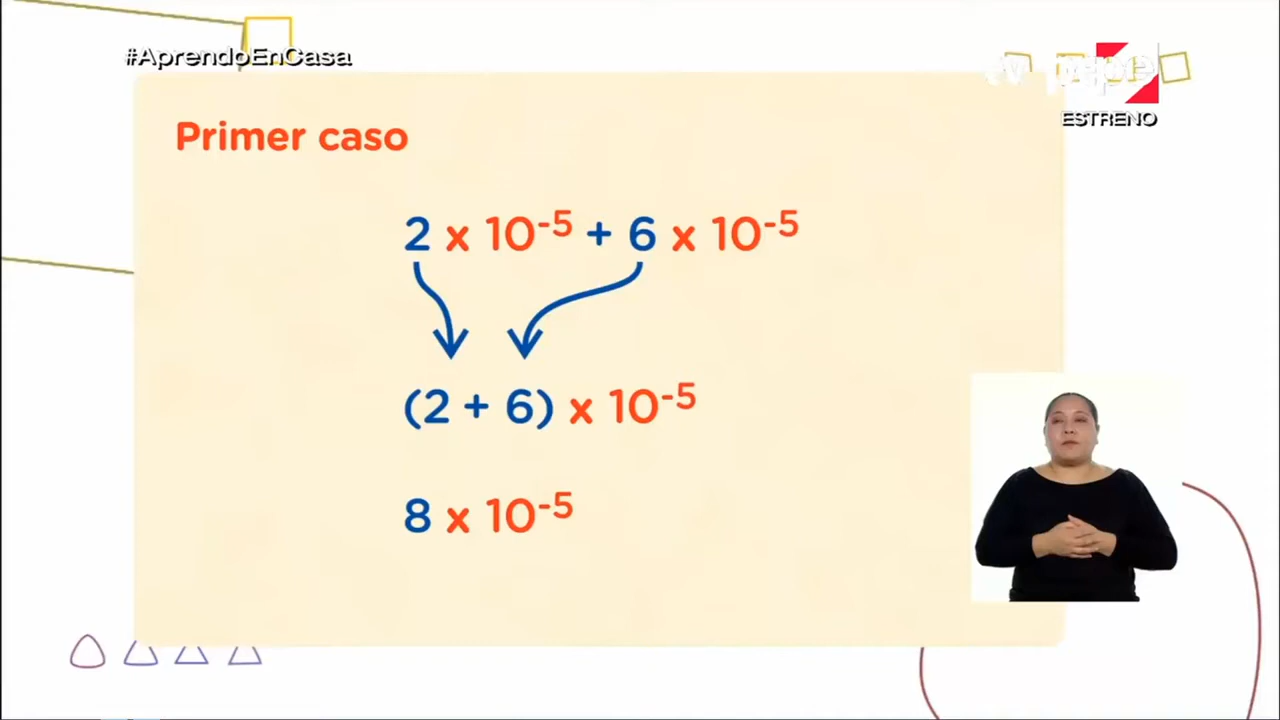 #AprendoEnCasa
ESTRENO
Primer caso
2 x 10⁻⁵ + 6 x 10⁻⁵
(2 + 6) x 10⁻⁵
8 x 10⁻⁵